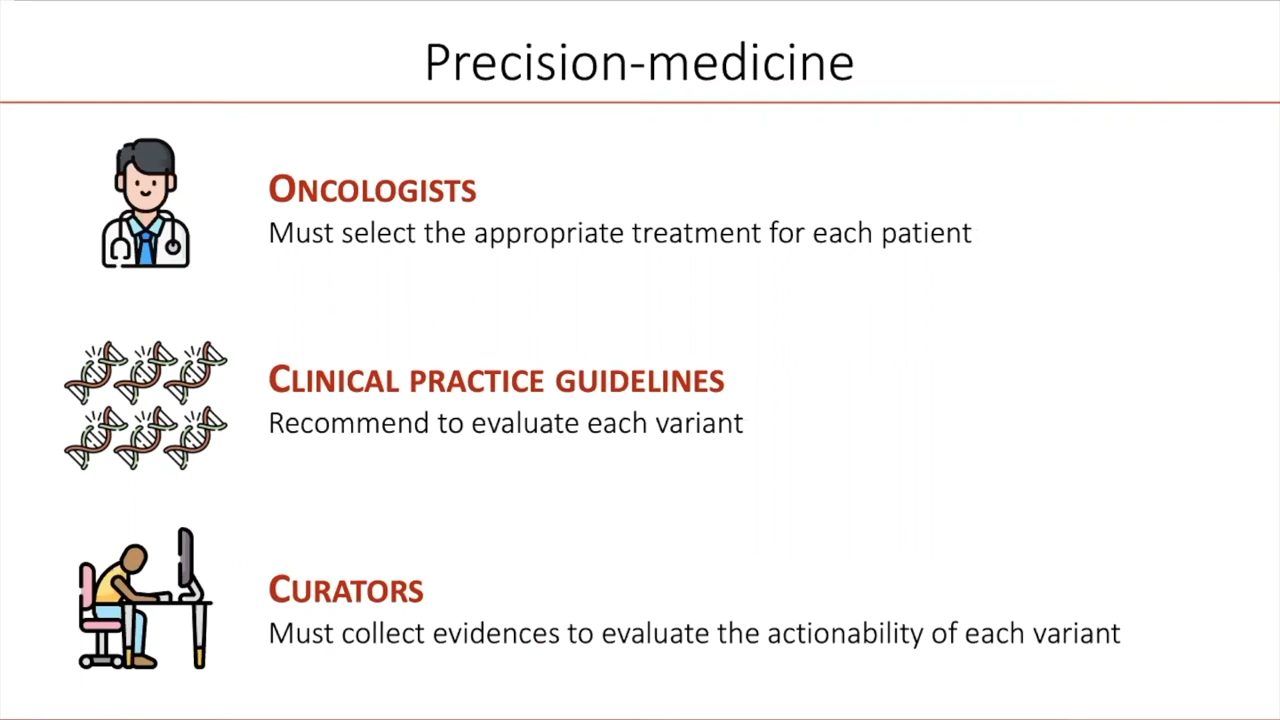 Precision-medicine
ONCOLOGISTS
Must select the appropriate treatment for each patient
CLINICAL PRACTICE GUIDELINES
Recommend to evaluate each variant
CURATORS
Must collect evidences to evaluate the actionability of each variant